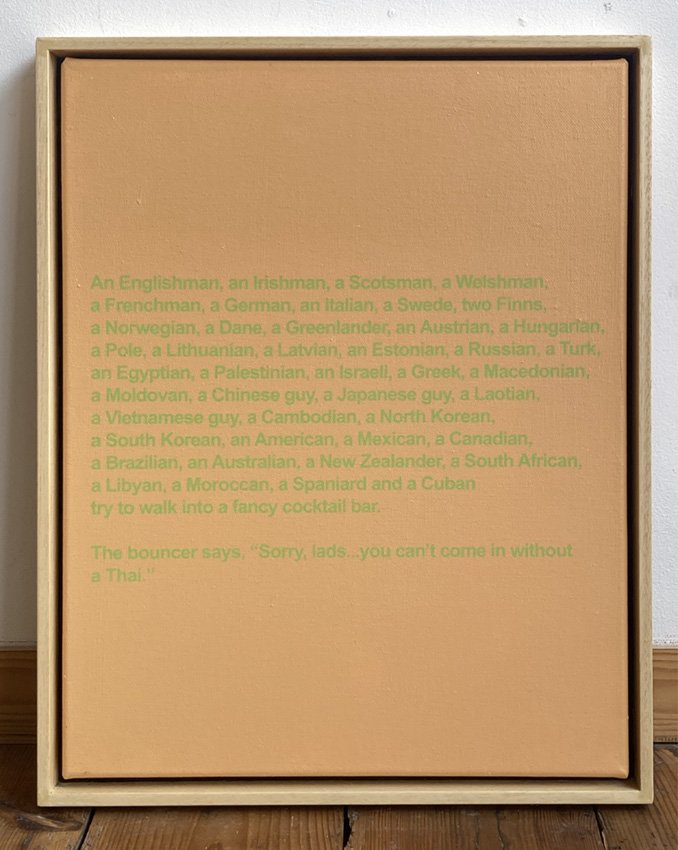 An Englishman, an Irishman, a Scotsman, a Welshman,
a Frenchman, a German, an Italian, a Swede, two Finns,
a Norwegian, a Dane, a Greenlander, an Austrian, a Hungarian,
a Pole, a Lithuanian, a Latvian, an Estonian, a Russian, a Turk,
an Egyptian, a Palestinian, an Israeli, a Greek, a Macedonian,
a Moldovan, a Chinese guy, a Japanese guy, a Laotian,
a Vietnamese guy, a Cambodian, a North Korean,
a South Korean, an American, a Mexican, a Canadian,
a Brazilian, an Australian, a New Zealander, a South African,
a Libyan, a Moroccan, a Spaniard and a Cuban
try to walk into a fancy cocktail bar.
The bouncer says, “Sorry, lads...you can’t come in without
a Thai.”